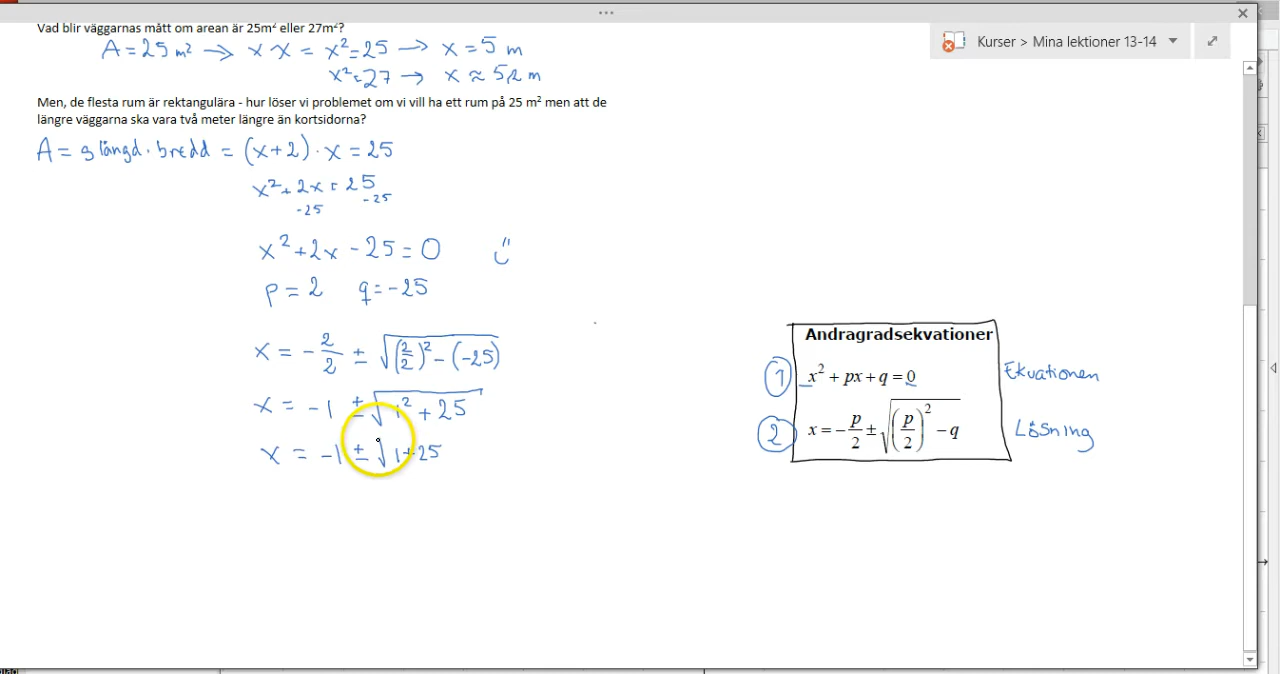 Vad blir väggarnas mått om arean är 25m² eller 27m²?
Kurser > Mina lektioner 13-14
A = 25 m² → x · x = x² = 25 → x = 5 m
x² = 27 → x ≈ 5,2 m
Men, de flesta rum är rektangulära - hur löser vi problemet om vi vill ha ett rum på 25 m² men att de
längre väggarna ska vara två meter längre än kortsidorna?
A = längd · bredd = (x+2) · x = 25
x² + 2x = 25
-25 -25
x² + 2x - 25 = 0
p = 2 q = -25
x = -2/2 ± √((2/2)² - (-25))
x = -1 ± √(1² + 25)
x = -1 ± √1+25
Andragradsekvationer
1 x² + px + q = 0 Ekvationen
2 x = -p/2 ± √((p/2)² - q) Lösning